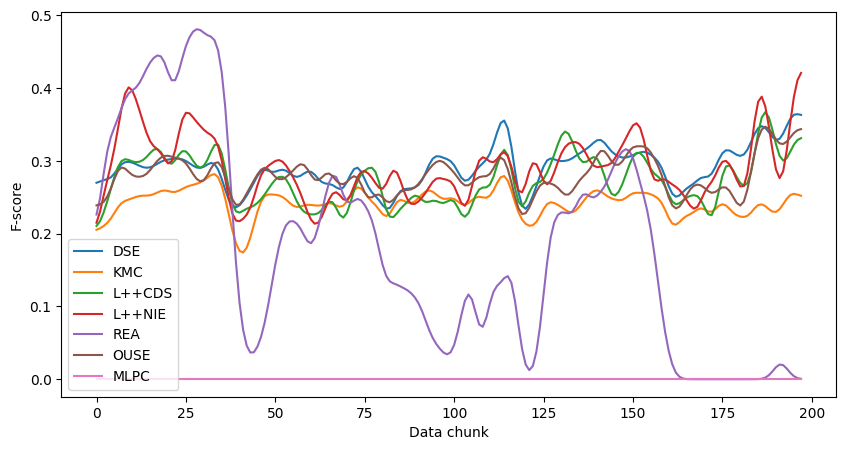 0.5
0.4
0.3
0.2
0.1
0.0
F-score
DSE
KMC
L++CDS
L++NIE
REA
OUSE
MLPC
0 25 50 75 100 125 150 175 200
Data chunk